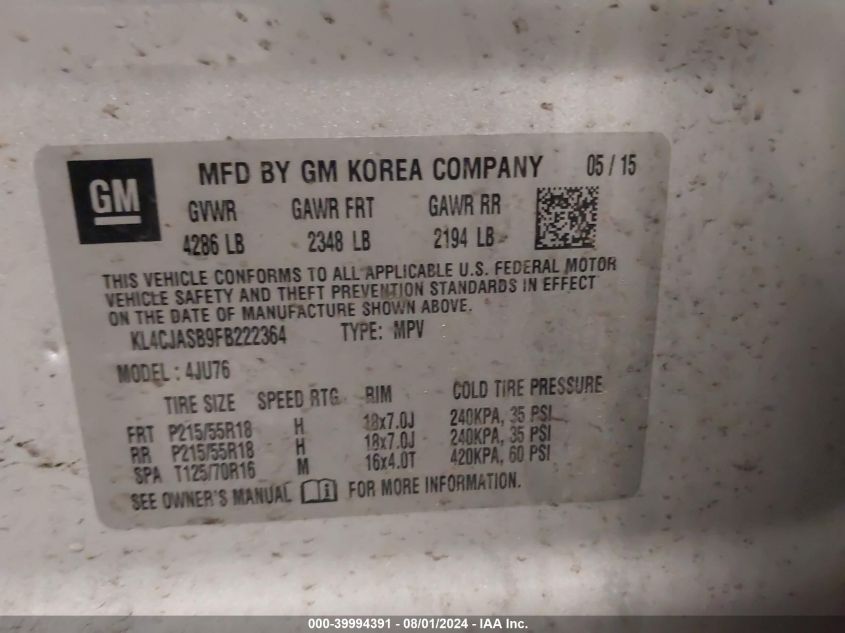 GM
MFD BY GM KOREA COMPANY 05 / 15
GVWR GAWR FRT GAWR RR
4286 LB 2348 LB 2194 LB
THIS VEHICLE CONFORMS TO ALL APPLICABLE U.S. FEDERAL MOTOR
VEHICLE SAFETY AND THEFT PREVENTION STANDARDS IN EFFECT
ON THE DATE OF MANUFACTURE SHOWN ABOVE.
KL4CJASB9FB222364 TYPE: MPV
MODEL : 4JU76
TIRE SIZE SPEED RTG RIM COLD TIRE PRESSURE
FRT P215/55R18 H 18x7.0J 240KPA, 35 PSI
RR P215/55R18 H 18x7.0J 240KPA, 35 PSI
SPA T125/70R16 M 16x4.0T 420KPA, 60 PSI
SEE OWNER'S MANUAL i FOR MORE INFORMATION.
000-39994391 - 08/01/2024 - IAAI Inc.